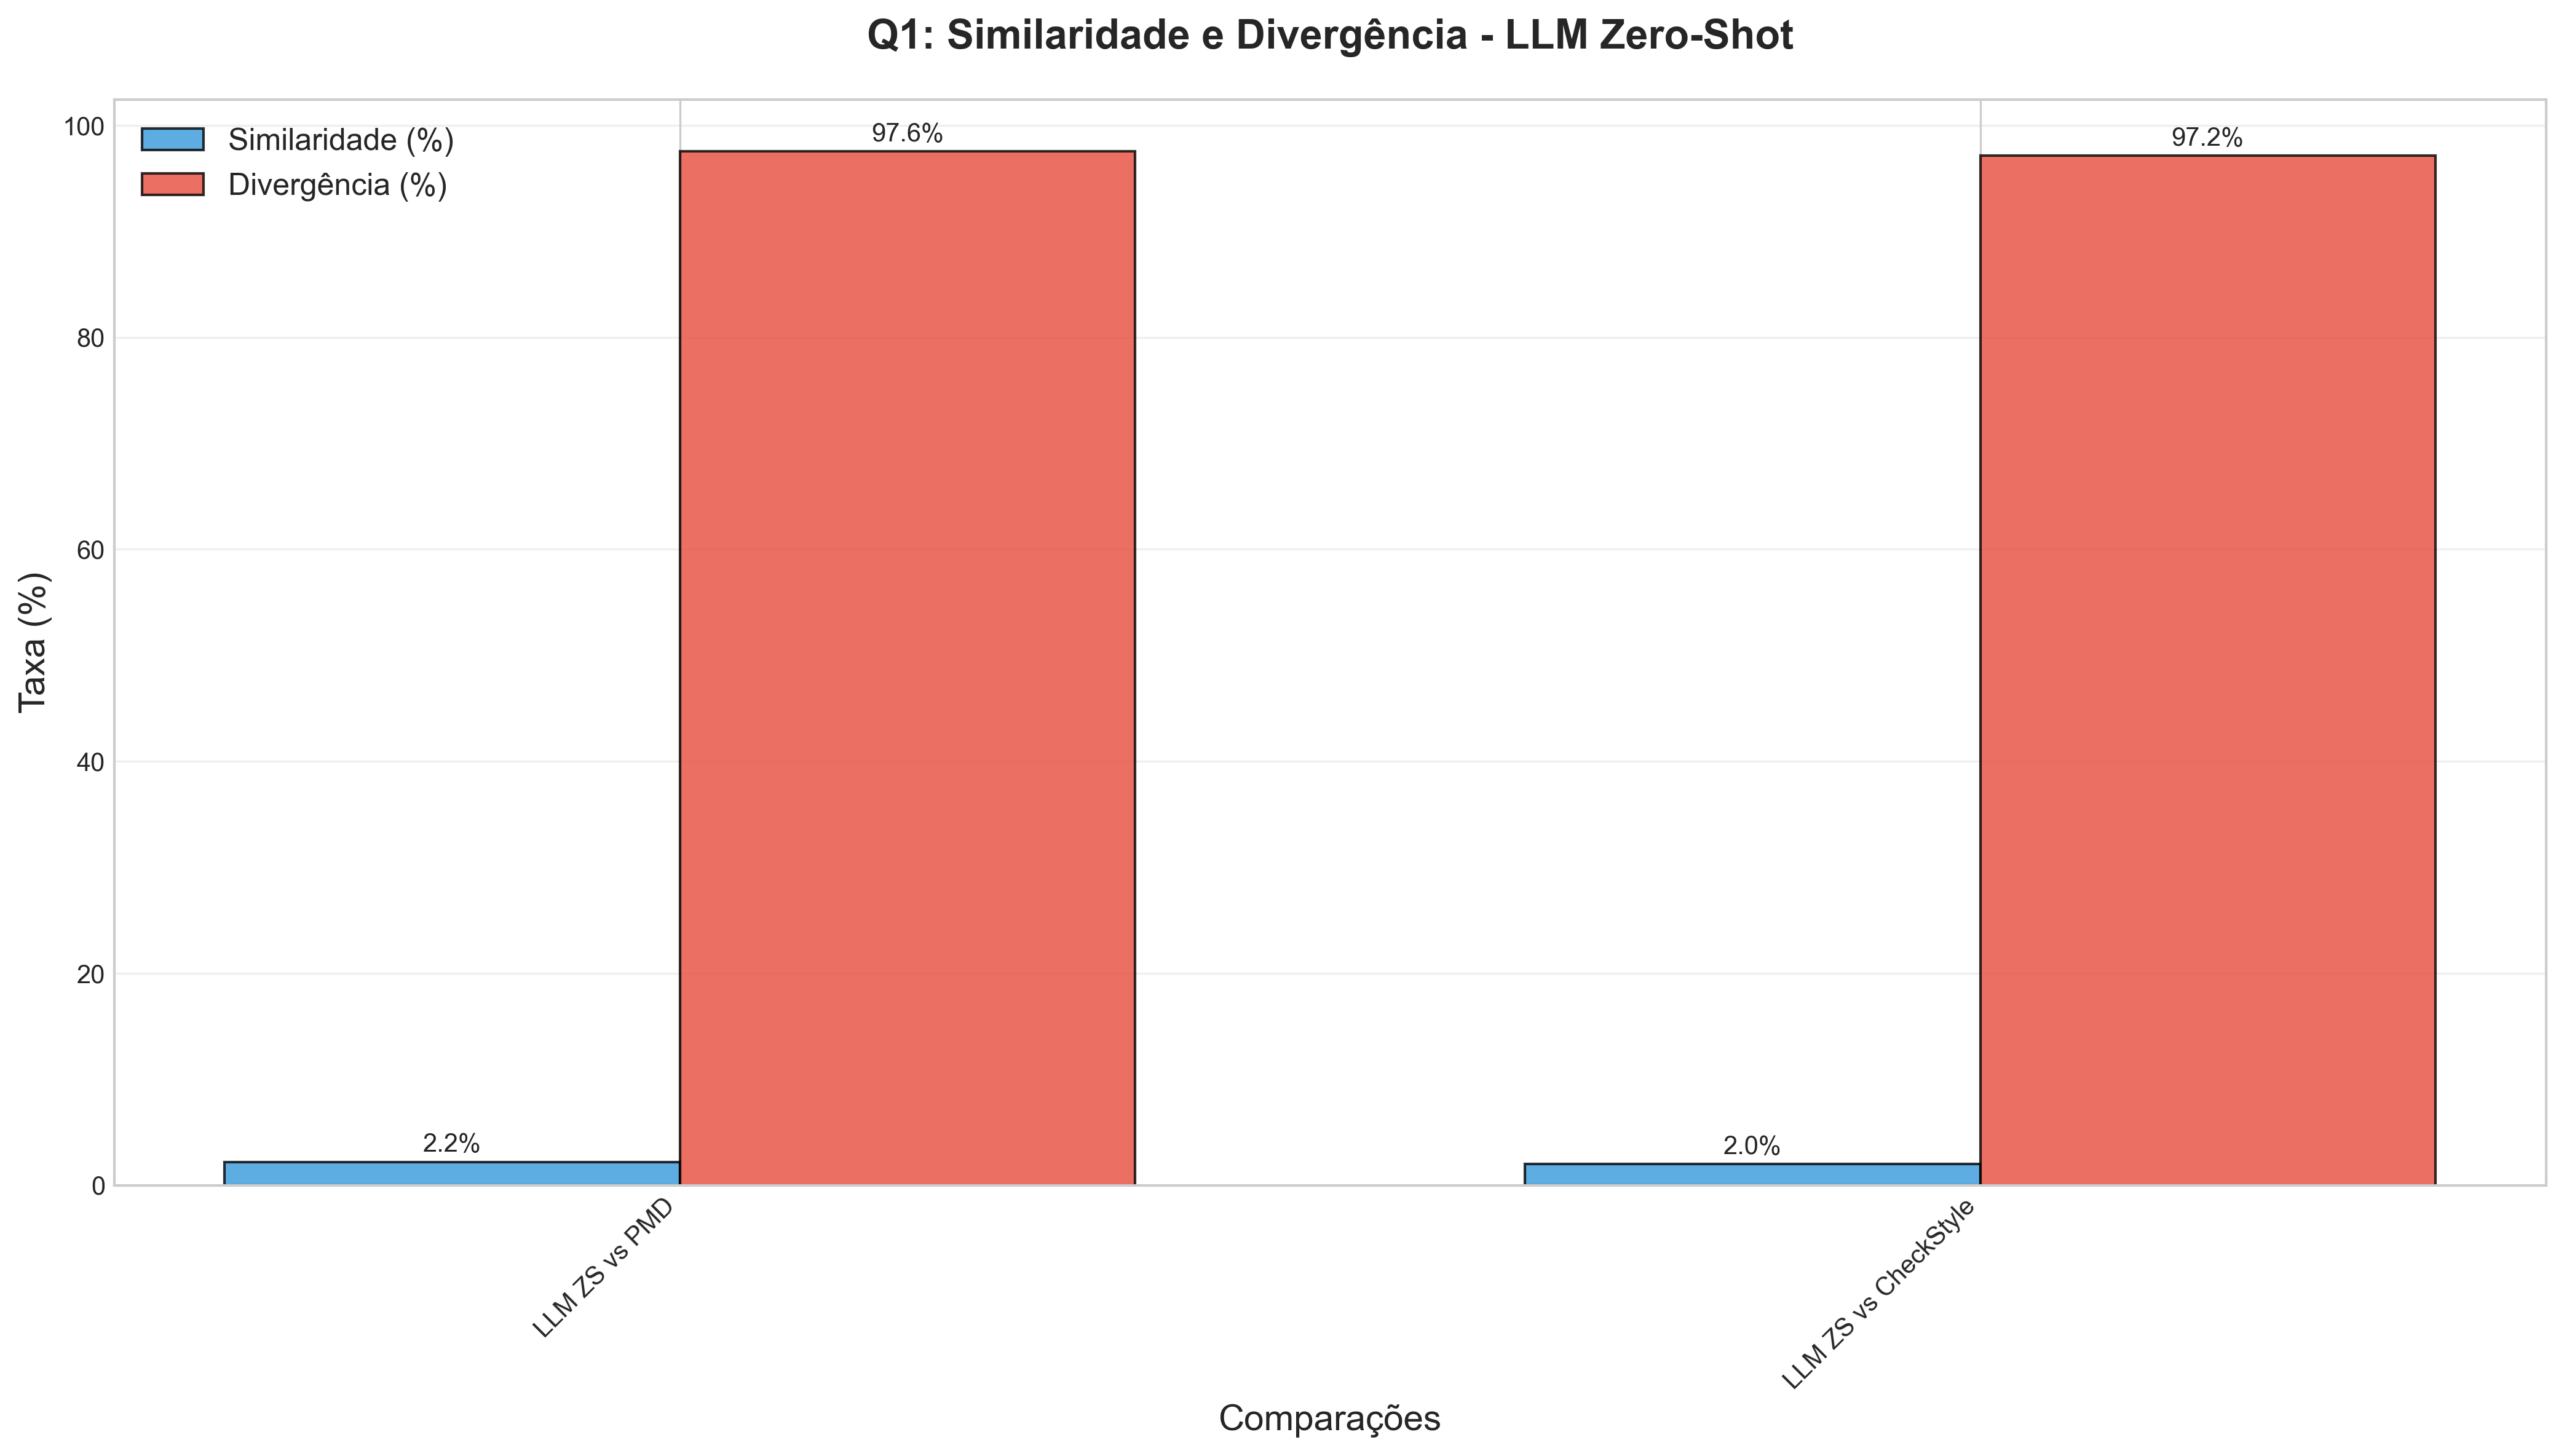 Q1: Similaridade e Divergência - LLM Zero-Shot
Similaridade (%)
Divergência (%)
Taxa (%)
100
80
60
40
20
0
2.2%
97.6%
2.0%
97.2%
LLM ZS vs PMD
LLM ZS vs CheckStyle
Comparações